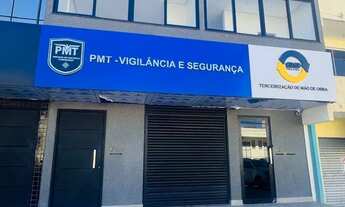 PMT
PMT - VIGILÂNCIA E SEGURANÇA
TERCEIRIZAÇÃO DE MÃO DE OBRA